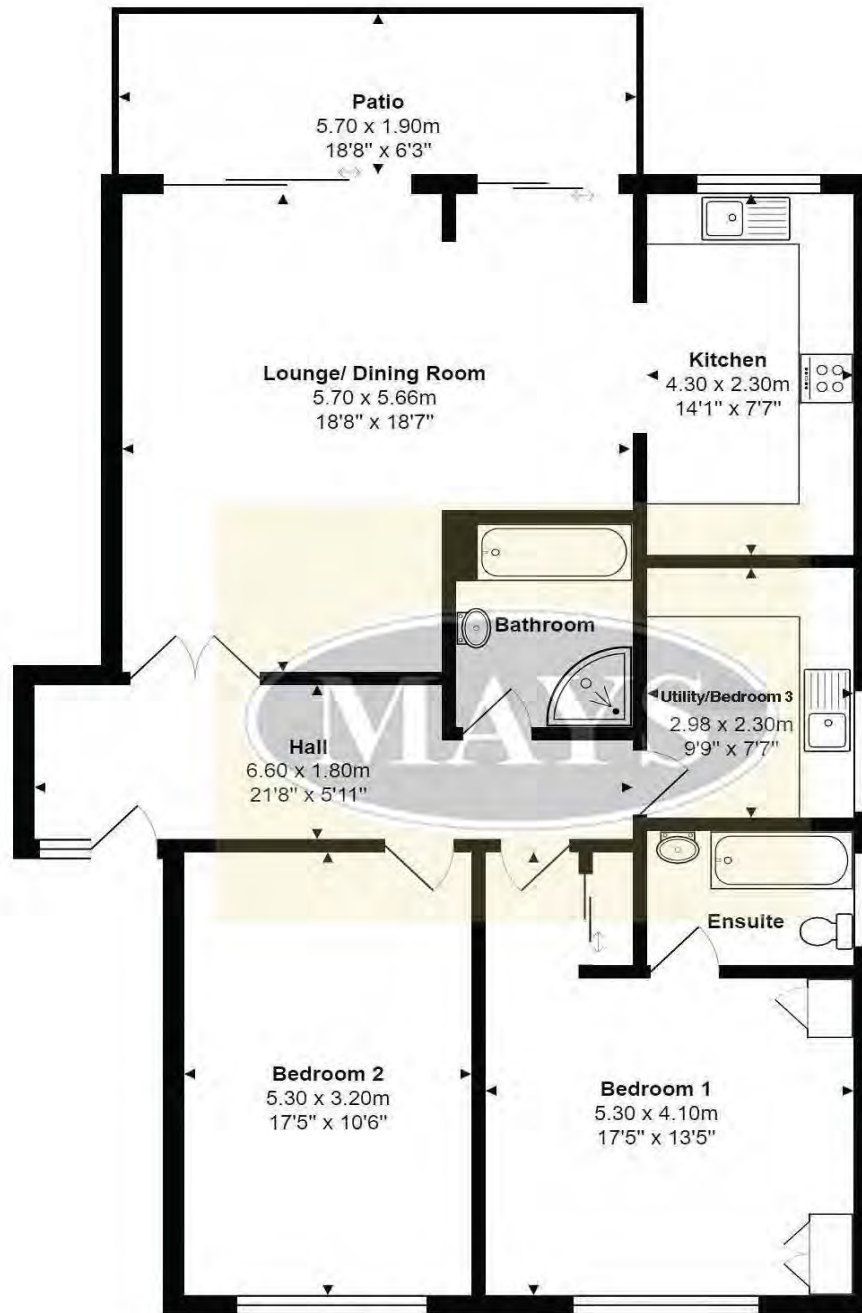 Patio
5.70 x 1.90m
18'8" x 6'3"
Lounge/ Dining Room
5.70 x 5.66m
18'8" x 18'7"
Kitchen
4.30 x 2.30m
14'1" x 7'7"
Bathroom
Utility/Bedroom 3
2.98 x 2.30m
9'9" x 7'7"
MAYS
Hall
6.60 x 1.80m
21'8" x 5'11"
Ensuite
Bedroom 2
5.30 x 3.20m
17'5" x 10'6"
Bedroom 1
5.30 x 4.10m
17'5" x 13'5"